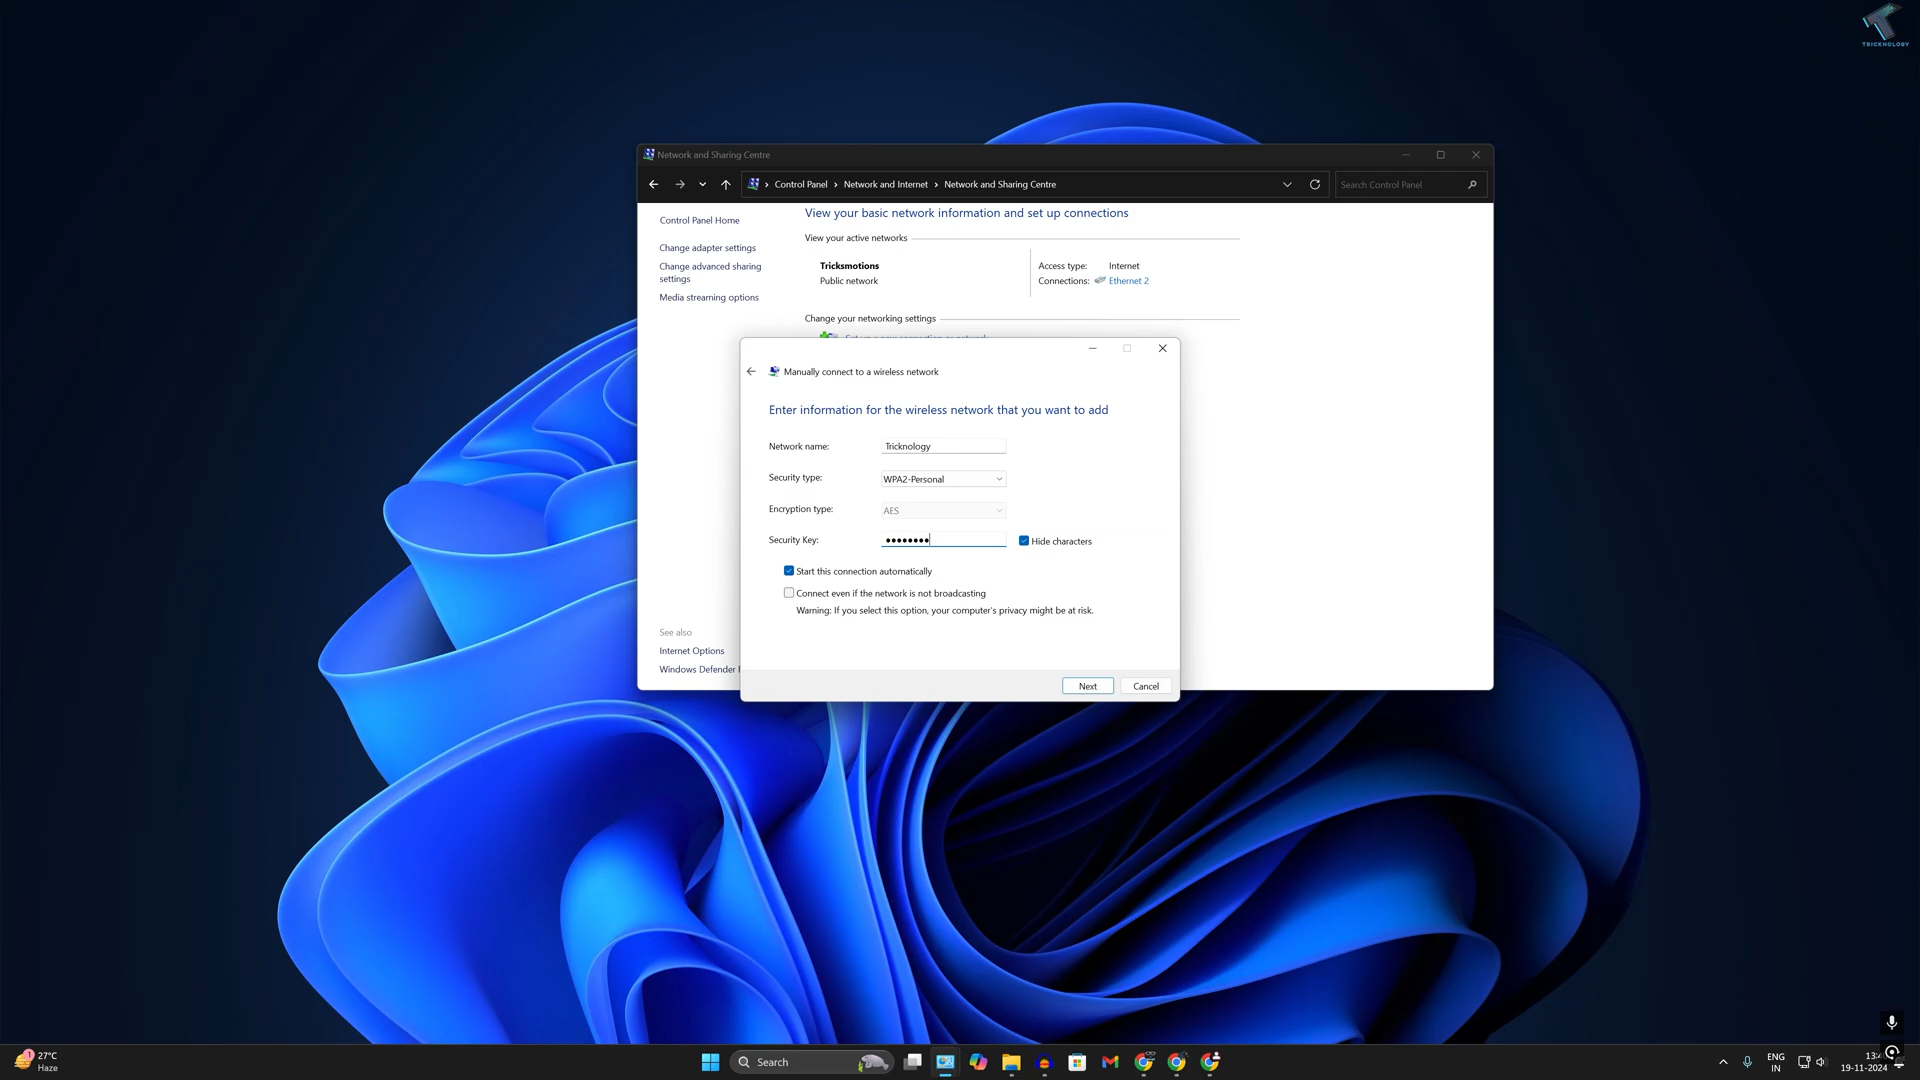 TRICKNOLOGY
Network and Sharing Centre
Control Panel > Network and Internet > Network and Sharing Centre
Search Control Panel
Control Panel Home
Change adapter settings
Change advanced sharing
settings
Media streaming options
See also
Internet Options
Windows Defender
View your basic network information and set up connections
View your active networks
Tricksmotions
Public network
Access type: Internet
Connections: Ethernet 2
Change your networking settings
Manually connect to a wireless network
Enter information for the wireless network that you want to add
Network name: Tricknology
Security type: WPA2-Personal
Encryption type: AES
Security Key: ●●●●●●●● Hide characters
Start this connection automatically
Connect even if the network is not broadcasting
Warning: If you select this option, your computer's privacy might be at risk.
Next Cancel
1
27°C
Haze
Search
ENG
IN
19-11-2024